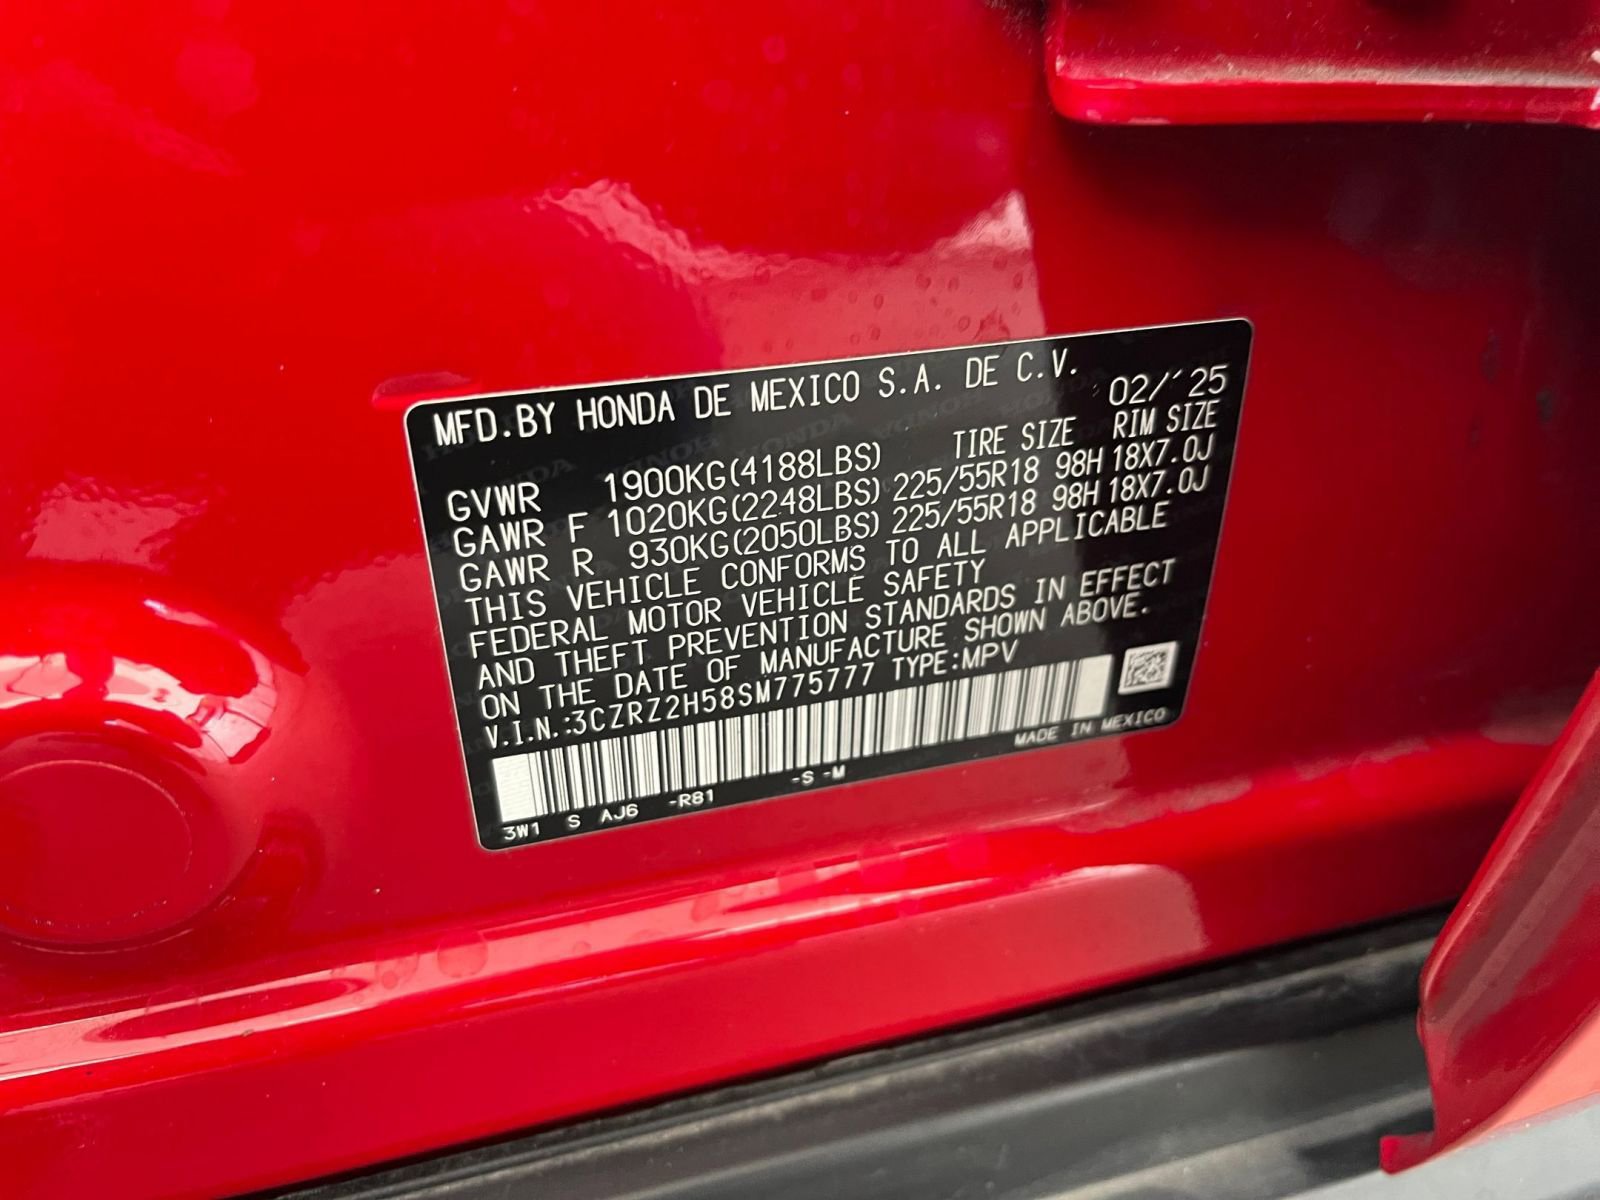 MFD.BY HONDA DE MEXICO S.A. DE C.V.
02/'25
TIRE SIZE RIM SIZE
GVWR 1900KG(4188LBS)
GAWR F 1020KG(2248LBS) 225/55R18 98H 18X7.0J
GAWR R 930KG(2050LBS) 225/55R18 98H 18X7.0J
THIS VEHICLE CONFORMS TO ALL APPLICABLE
FEDERAL MOTOR VEHICLE SAFETY
AND THEFT PREVENTION STANDARDS IN EFFECT
ON THE DATE OF MANUFACTURE SHOWN ABOVE.
V.I.N.:3CZRZ2H58SM775777 TYPE:MPV
MADE IN MEXICO
3W1 S AJ6 -R81 -S -M